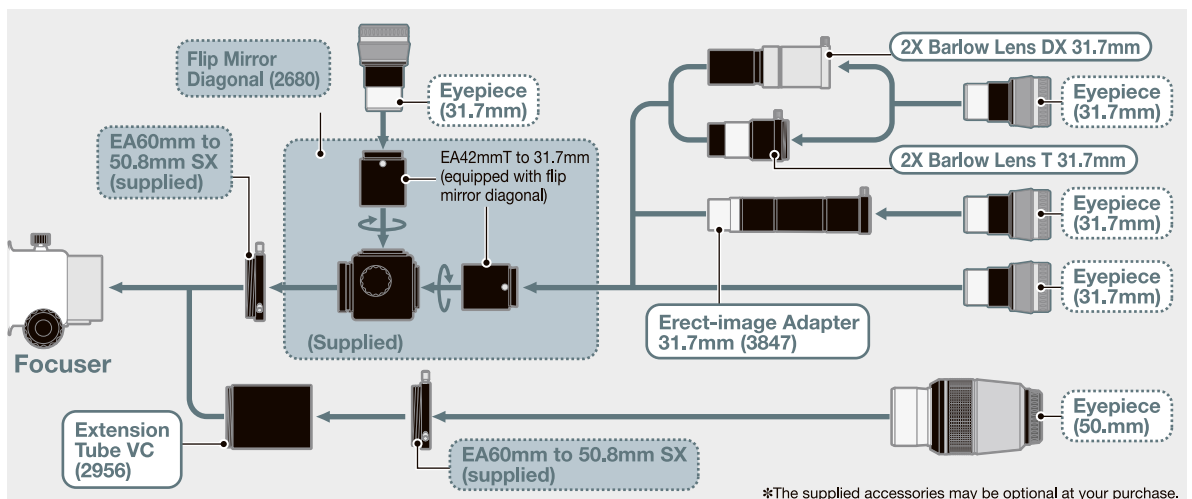 Flip Mirror
Diagonal (2680)
Eyepiece
(31.7mm)
EA60mm to
50.8mm SX
(supplied)
EA42mmT to 31.7mm
(equipped with flip
mirror diagonal)
(Supplied)
Focuser
Extension
Tube VC
(2956)
EA60mm to 50.8mm SX
(supplied)
2X Barlow Lens DX 31.7mm
Eyepiece
(31.7mm)
2X Barlow Lens T 31.7mm
Eyepiece
(31.7mm)
Eyepiece
(31.7mm)
Erect-image Adapter
31.7mm (3847)
Eyepiece
(50.mm)
*The supplied accessories may be optional at your purchase.